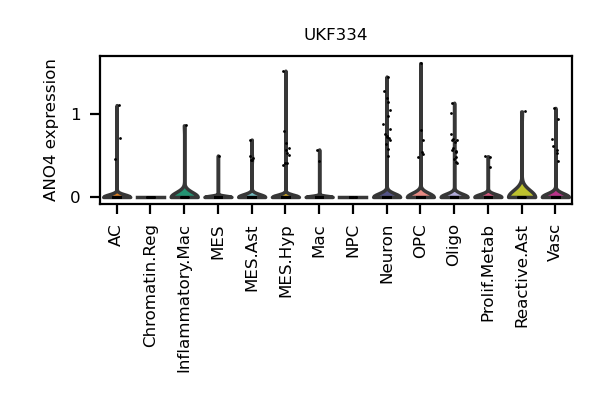 UKF334
ANO4 expression
1
0
AC
Chromatin.Reg
Inflammatory.Mac
MES
MES.Ast
MES.Hyp
Mac
NPC
Neuron
OPC
Oligo
Prolif.Metab
Reactive.Ast
Vasc